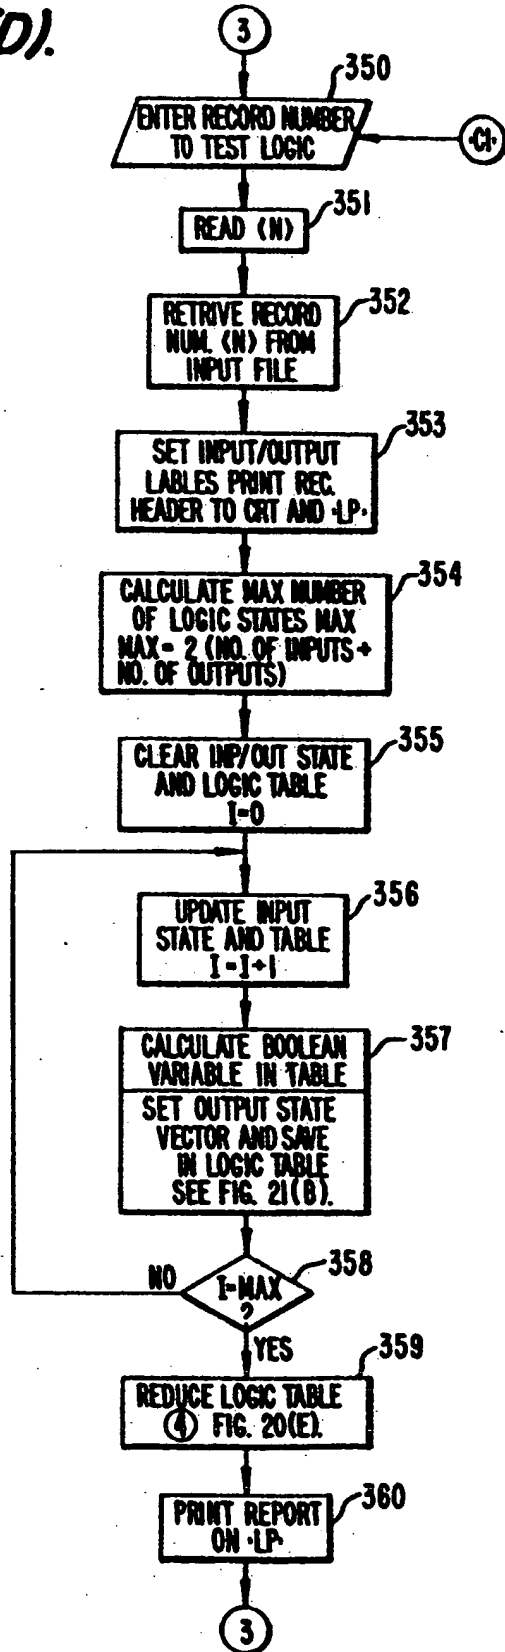 (D).
3
350
ENTER RECORD NUMBER
TO TEST LOGIC
·C1·
351
READ (N)
352
RETRIVE RECORD
NUM. (N) FROM
INPUT FILE
353
SET INPUT/OUTPUT
LABLES PRINT REC.
HEADER TO CRT AND ·LP·
354
CALCULATE MAX NUMBER
OF LOGIC STATES MAX
MAX = 2 (NO. OF INPUTS +
NO. OF OUTPUTS)
355
CLEAR INP/OUT STATE
AND LOGIC TABLE
I=0
356
UPDATE INPUT
STATE AND TABLE
I=I+1
357
CALCULATE BOOLEAN
VARIABLE IN TABLE
SET OUTPUT STATE
VECTOR AND SAVE
IN LOGIC TABLE
SEE FIG. 21(B).
358
I=MAX
?
NO
YES
359
REDUCE LOGIC TABLE
4 FIG. 20(E).
360
PRINT REPORT
ON ·LP·
3